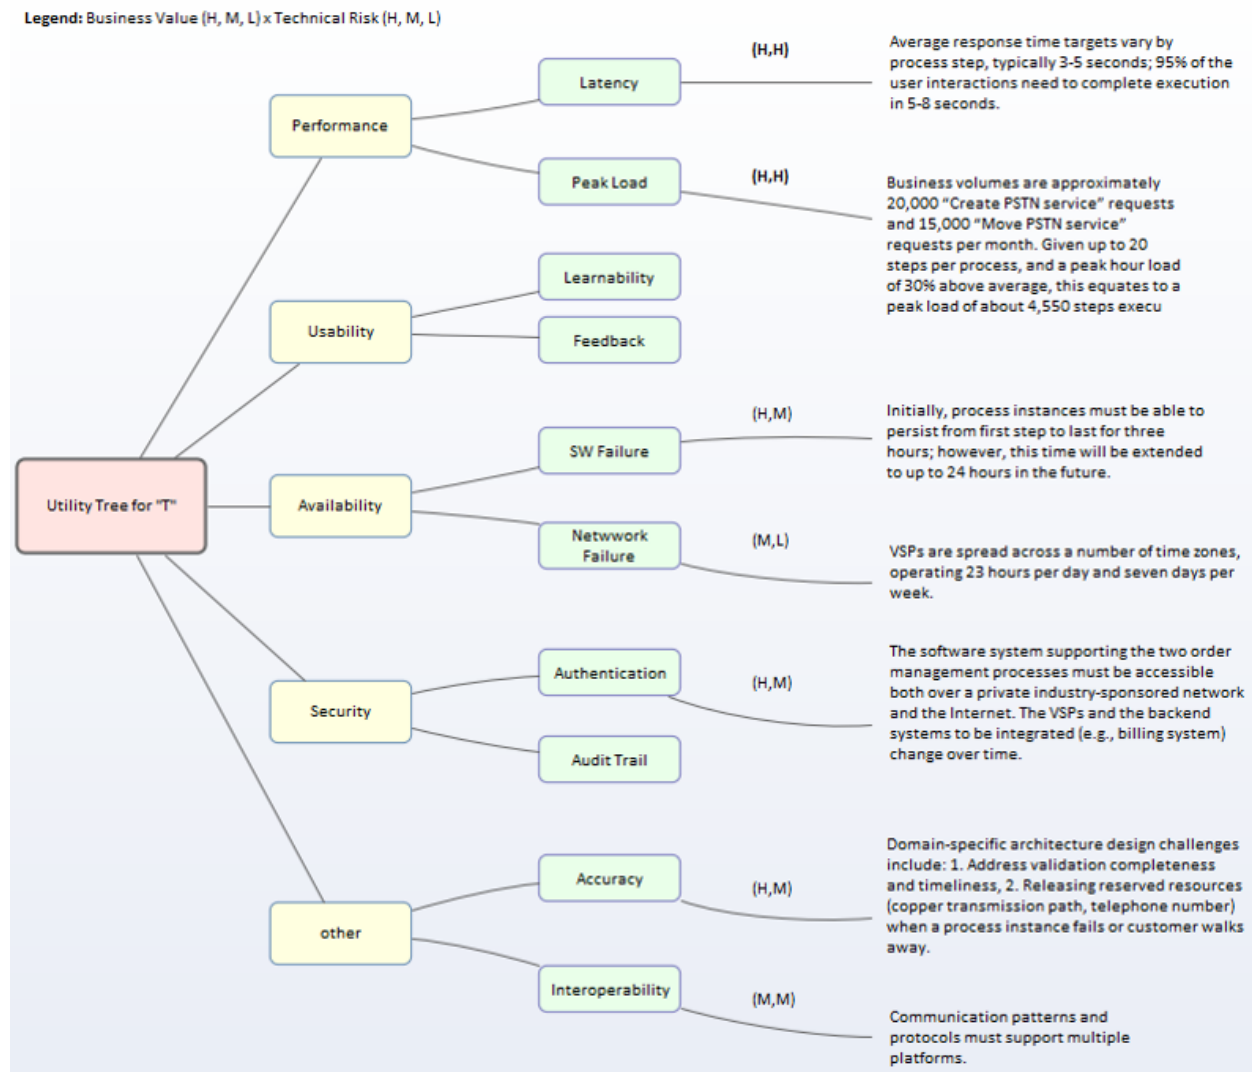 Legend: Business Value (H, M, L) x Technical Risk (H, M, L)
Utility Tree for "T"
Performance
Latency
(H,H)
Average response time targets vary by
process step, typically 3-5 seconds; 95% of the
user interactions need to complete execution
in 5-8 seconds.
Peak Load
(H,H)
Business volumes are approximately
20,000 “Create PSTN service” requests
and 15,000 “Move PSTN service”
requests per month. Given up to 20
steps per process, and a peak hour load
of 30% above average, this equates to a
peak load of about 4,550 steps execu
Usability
Learnability
Feedback
Availability
SW Failure
(H,M)
Initially, process instances must be able to
persist from first step to last for three
hours; however, this time will be extended
to up to 24 hours in the future.
Netwwork
Failure
(M,L)
VSPs are spread across a number of time zones,
operating 23 hours per day and seven days per
week.
Security
Authentication
(H,M)
The software system supporting the two order
management processes must be accessible
both over a private industry-sponsored network
and the Internet. The VSPs and the backend
systems to be integrated (e.g., billing system)
change over time.
Audit Trail
other
Accuracy
(H,M)
Domain-specific architecture design challenges
include: 1. Address validation completeness
and timeliness, 2. Releasing reserved resources
(copper transmission path, telephone number)
when a process instance fails or customer walks
away.
Interoperability
(M,M)
Communication patterns and
protocols must support multiple
platforms.